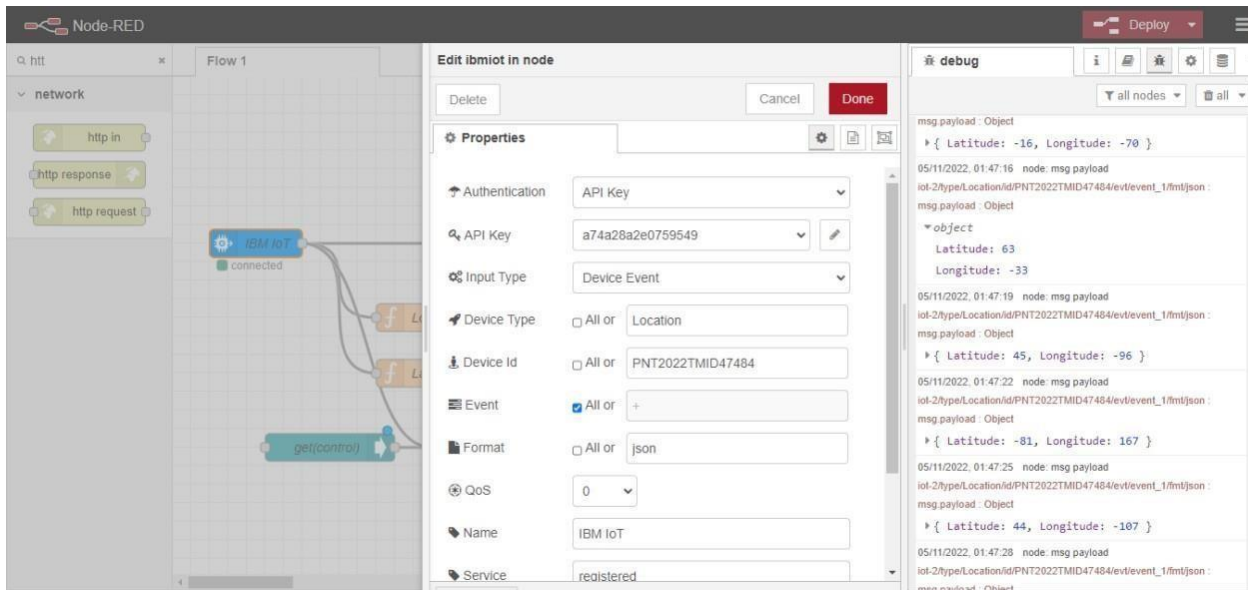 Node-RED
Deploy
htt
Flow 1
network
http in
http response
http request
IBM IoT
connected
get(control)
Edit ibmiot in node
Delete
Cancel
Done
Properties
Authentication
API Key
API Key
a74a28a2e0759549
Input Type
Device Event
Device Type
All or
Location
Device Id
All or
PNT2022TMID47484
Event
All or
+
Format
All or
json
QoS
0
Name
IBM IoT
Service
registered
debug
all nodes
all
msg.payload : Object
{ Latitude: -16, Longitude: -70 }
05/11/2022, 01:47:16 node: msg payload
iot-2/type/Location/id/PNT2022TMID47484/evt/event_1/fmt/json :
msg.payload : Object
object
Latitude: 63
Longitude: -33
05/11/2022, 01:47:19 node: msg payload
iot-2/type/Location/id/PNT2022TMID47484/evt/event_1/fmt/json :
msg.payload : Object
{ Latitude: 45, Longitude: -96 }
05/11/2022, 01:47:22 node: msg payload
iot-2/type/Location/id/PNT2022TMID47484/evt/event_1/fmt/json :
msg.payload : Object
{ Latitude: -81, Longitude: 167 }
05/11/2022, 01:47:25 node: msg payload
iot-2/type/Location/id/PNT2022TMID47484/evt/event_1/fmt/json :
msg.payload : Object
{ Latitude: 44, Longitude: -107 }
05/11/2022, 01:47:28 node: msg payload
iot-2/type/Location/id/PNT2022TMID47484/evt/event_1/fmt/json :
msg.payload : Object